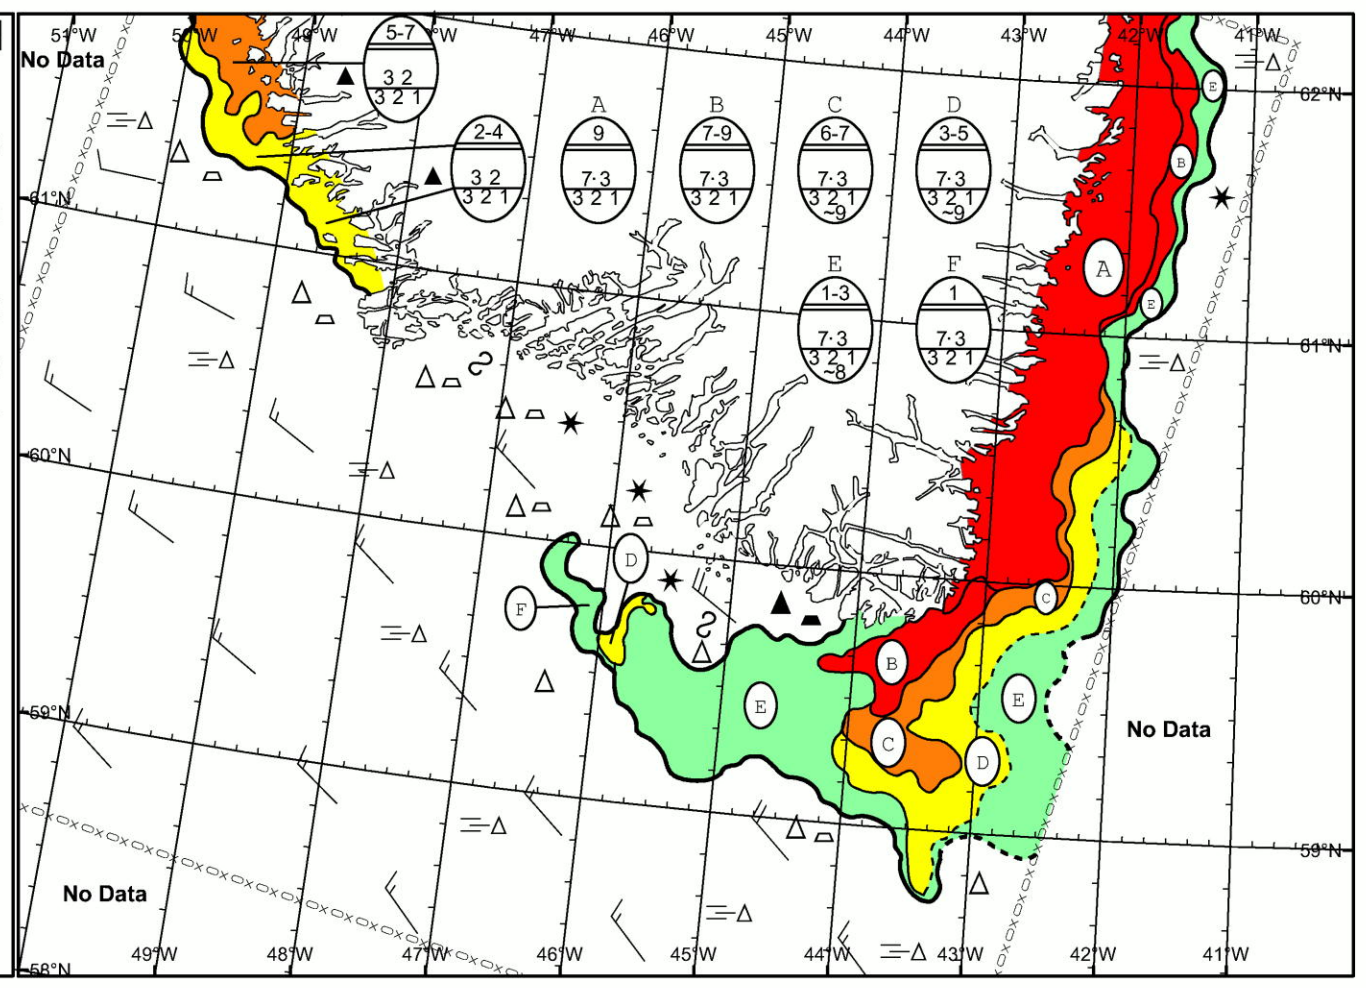 51°W 50°W 48°W 47°W 46°W 45°W 44°W 43°W 42°W 41°W
No Data
5-7
3 2
3 2 1
62°N
A B C D
2-4 9 7-9 6-7 3-5
3 2 7·3 7·3 7·3 7·3
3 2 1 3 2 1 3 2 1 3 2 1 3 2 1
~9 ~9
E
B
61°N
A
E F
1-3 1
7·3 7·3
3 2 1 3 2 1
~8
E
61°N
60°N
D
F
C
60°N
B
E
E
59°N
No Data
C
D
59°N
No Data
49°W 48°W 47°W 46°W 45°W 44°W 43°W 42°W 41°W
58°N